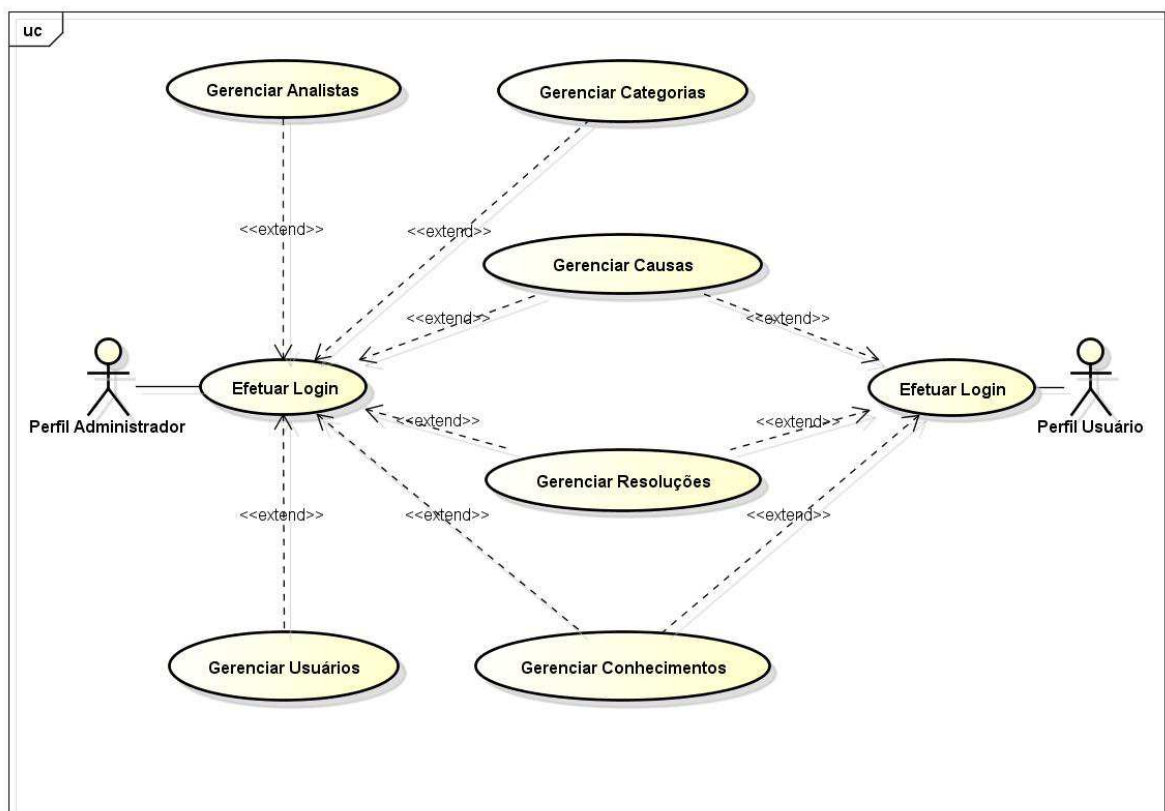 uc
Gerenciar Analistas
Gerenciar Categorias
<<extend>>
<<extend>>
Gerenciar Causas
<<extend>>
<<extend>>
Efetuar Login
Efetuar Login
Perfil Administrador
Perfil Usuário
<<extend>>
<<extend>>
Gerenciar Resoluções
<<extend>>
<<extend>>
<<extend>>
Gerenciar Usuários
Gerenciar Conhecimentos